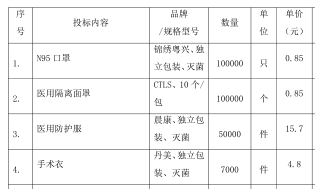 序号 投标内容 品牌/规格型号 数量 单位 单价（元）
1. N95 口罩 锦绣粤兴、独立包装、灭菌 100000 只 0.85
2. 医用隔离面罩 CTLS、10 个/包 100000 个 0.85
3. 医用防护服 晨康、独立包装、灭菌 50000 件 15.7
4. 手术衣 丹美、独立包装、灭菌 7000 件 4.8